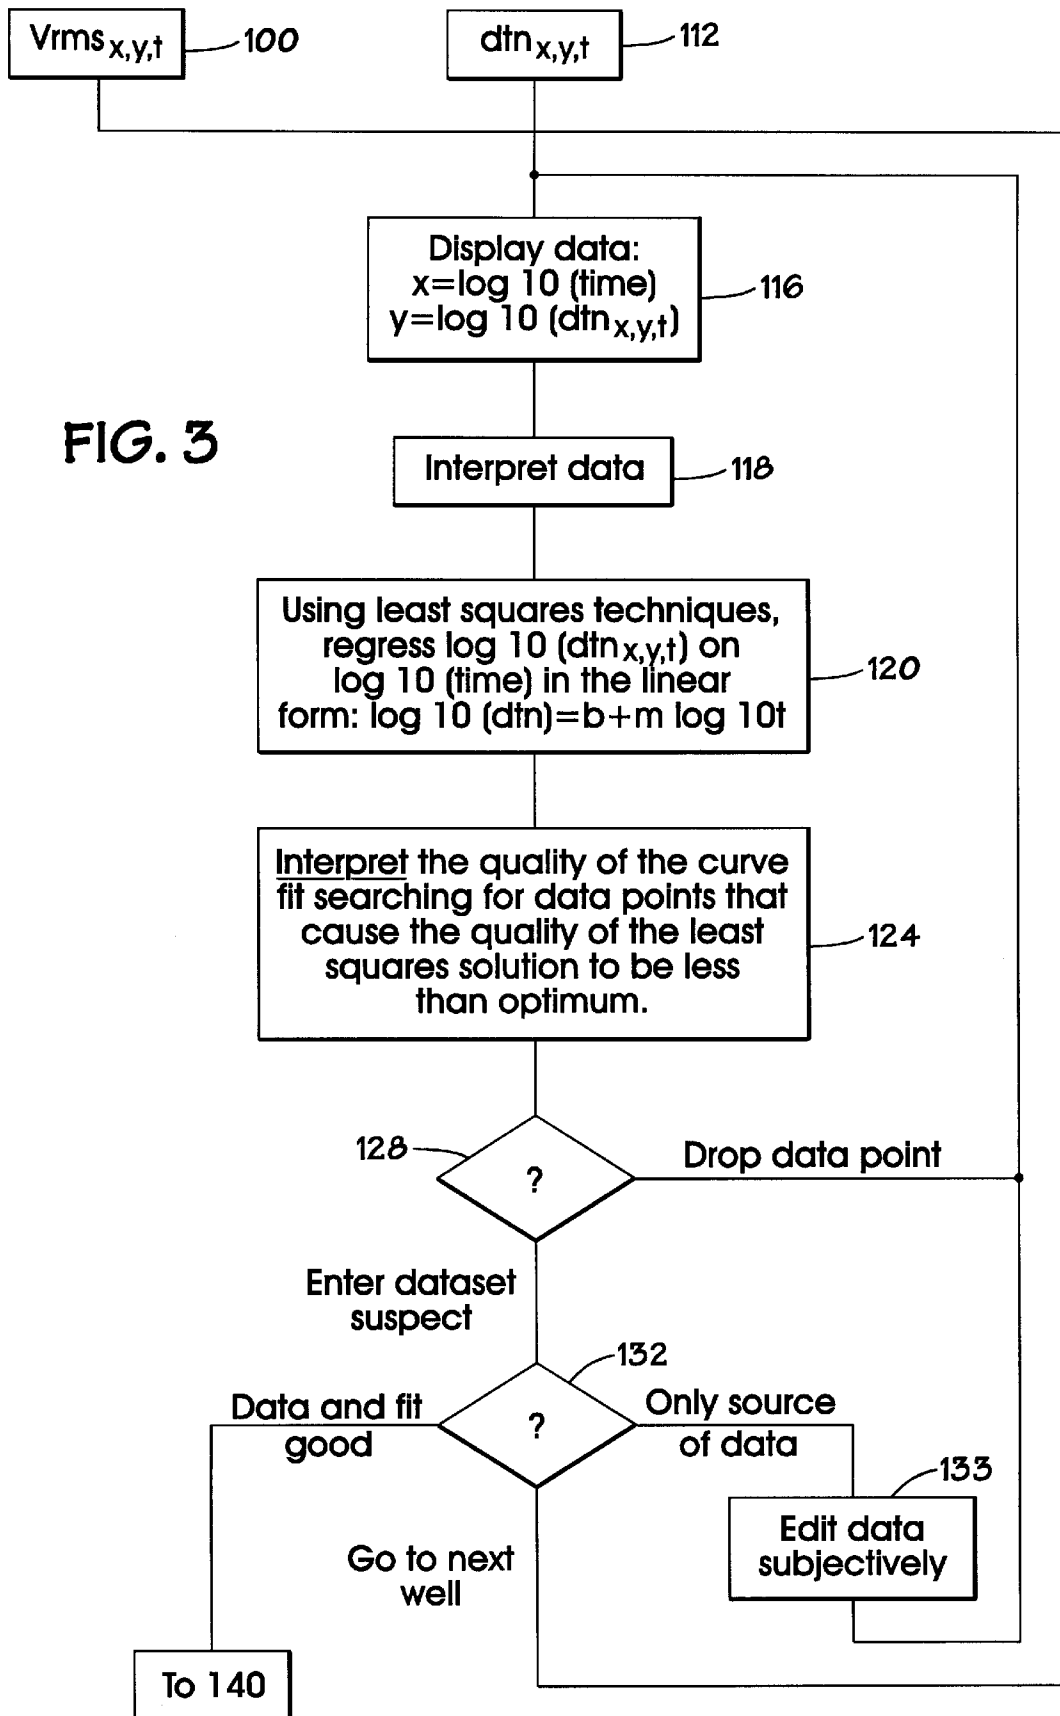 Vrms x,y,t
100
dtn x,y,t
112
Display data:
x=log 10 (time)
y=log 10 (dtn x,y,t)
116
FIG. 3
Interpret data
118
Using least squares techniques,
regress log 10 (dtn x,y,t) on
log 10 (time) in the linear
form: log 10 (dtn)=b+m log 10t
120
Interpret the quality of the curve
fit searching for data points that
cause the quality of the least
squares solution to be less
than optimum.
124
128
?
Drop data point
Enter dataset
suspect
132
Data and fit
good
?
Only source
of data
133
Edit data
subjectively
Go to next
well
To 140